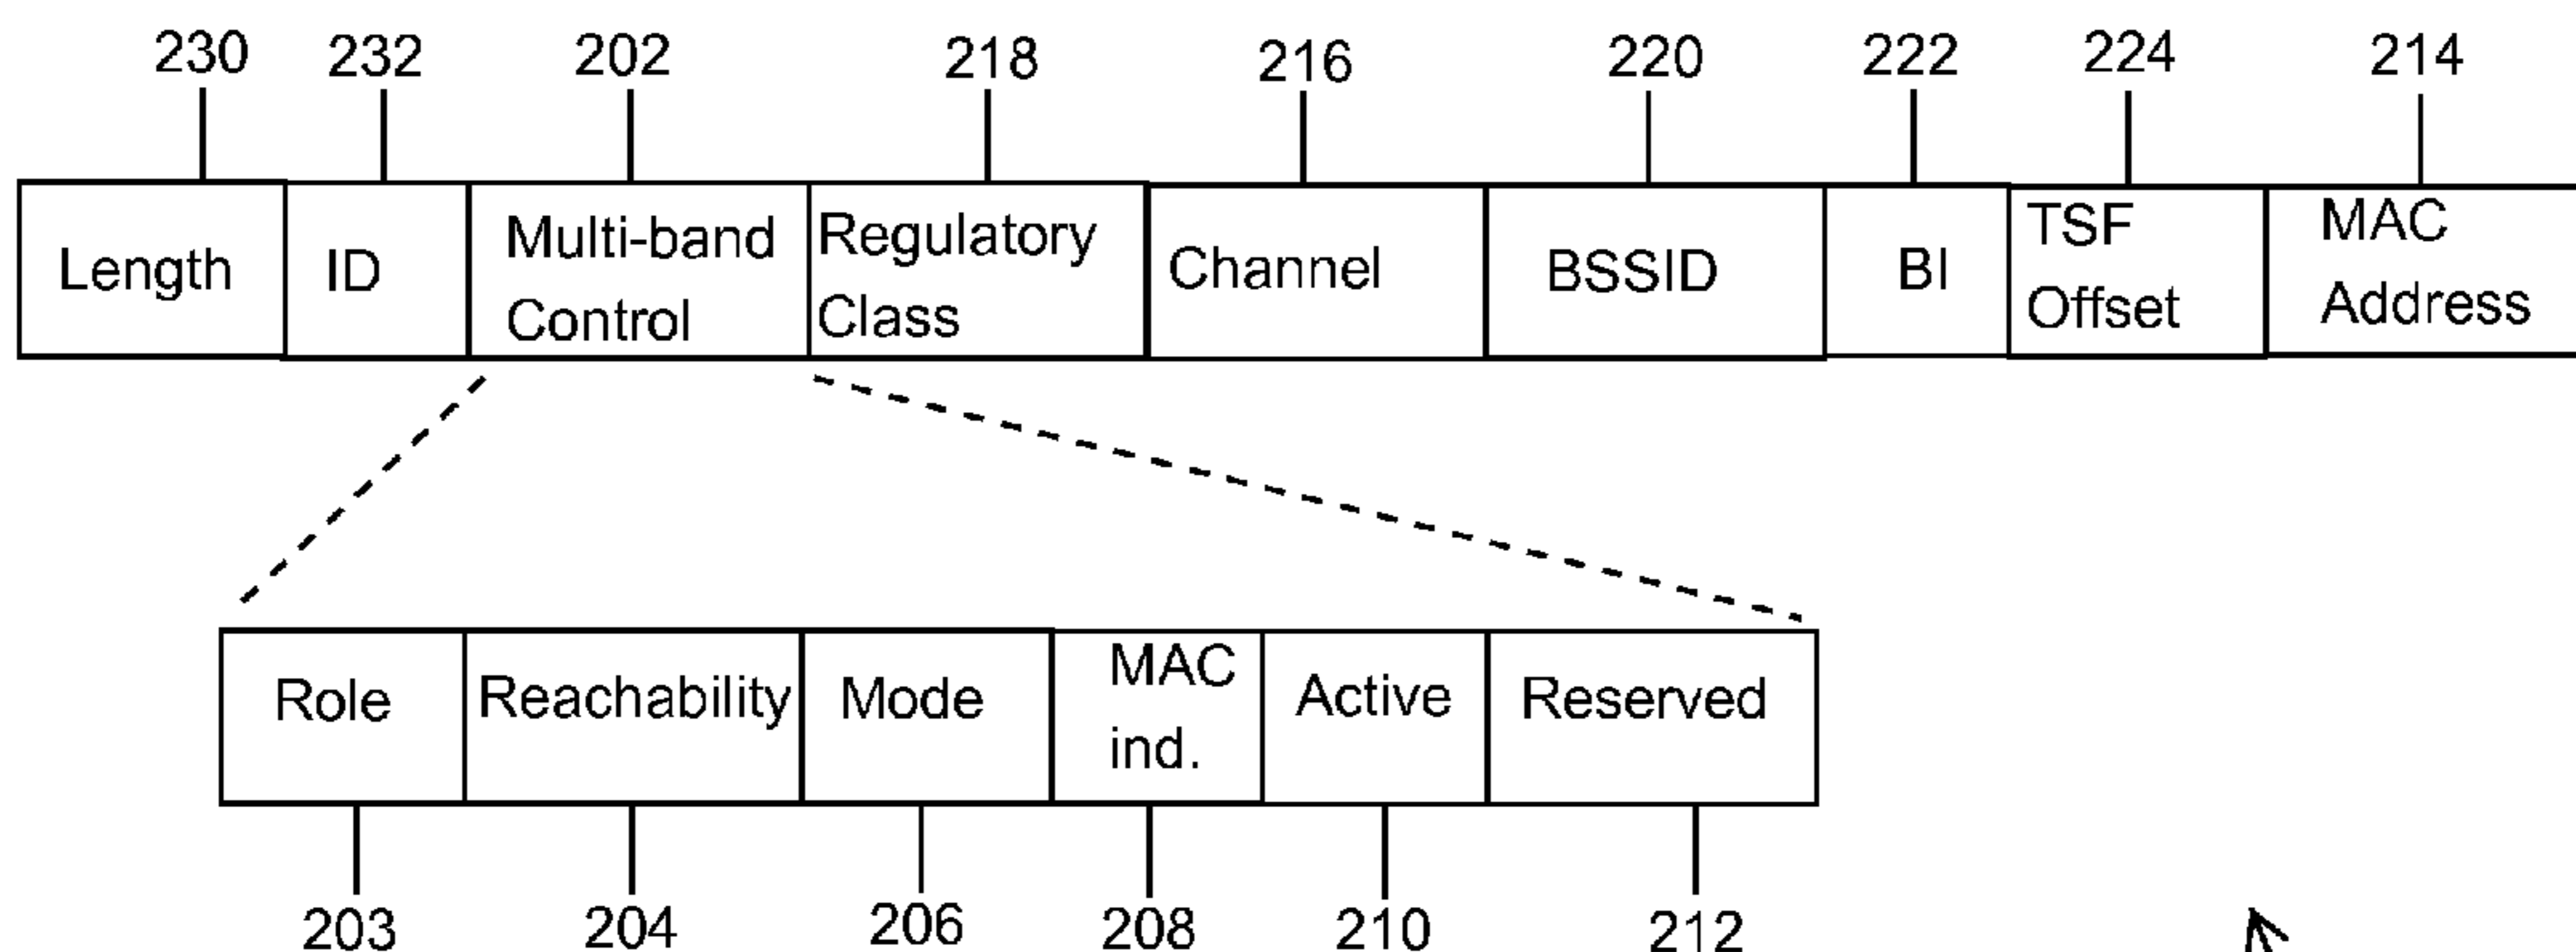 230 232 202 218 216 220 222 224 214
Length ID Multi-band Control Regulatory Class Channel BSSID BI TSF Offset MAC Address
Role Reachability Mode MAC ind. Active Reserved
203 204 206 208 210 212